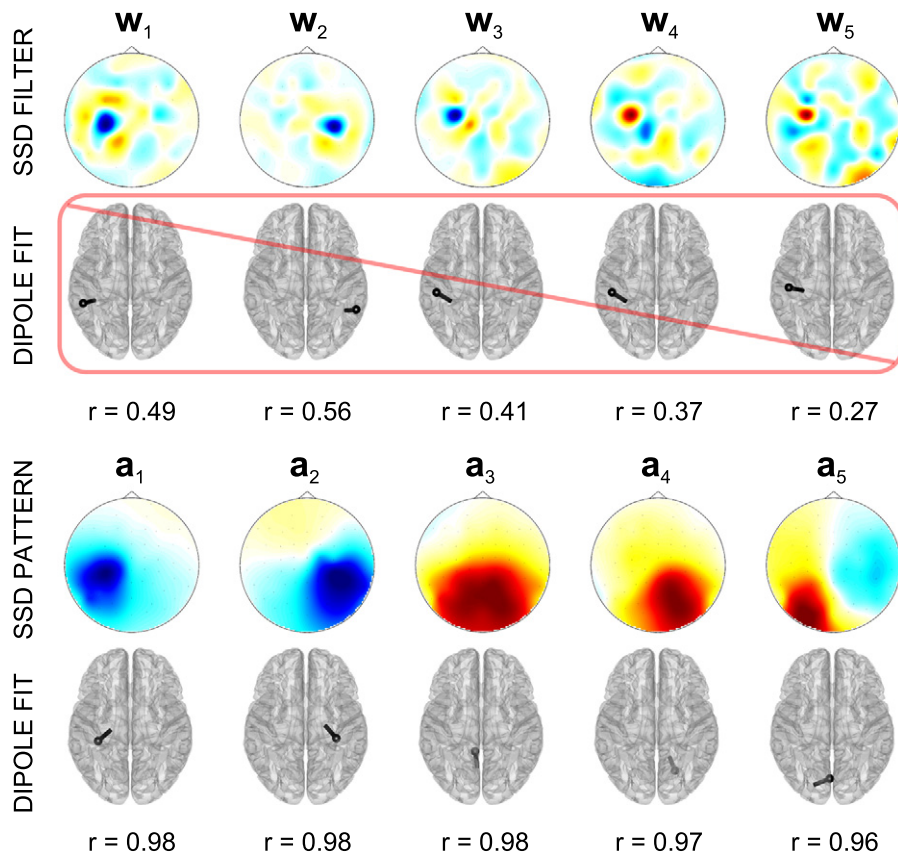 w₁ w₂ w₃ w₄ w₅
SSD FILTER
DIPOLE FIT
r = 0.49 r = 0.56 r = 0.41 r = 0.37 r = 0.27
a₁ a₂ a₃ a₄ a₅
SSD PATTERN
DIPOLE FIT
r = 0.98 r = 0.98 r = 0.98 r = 0.97 r = 0.96